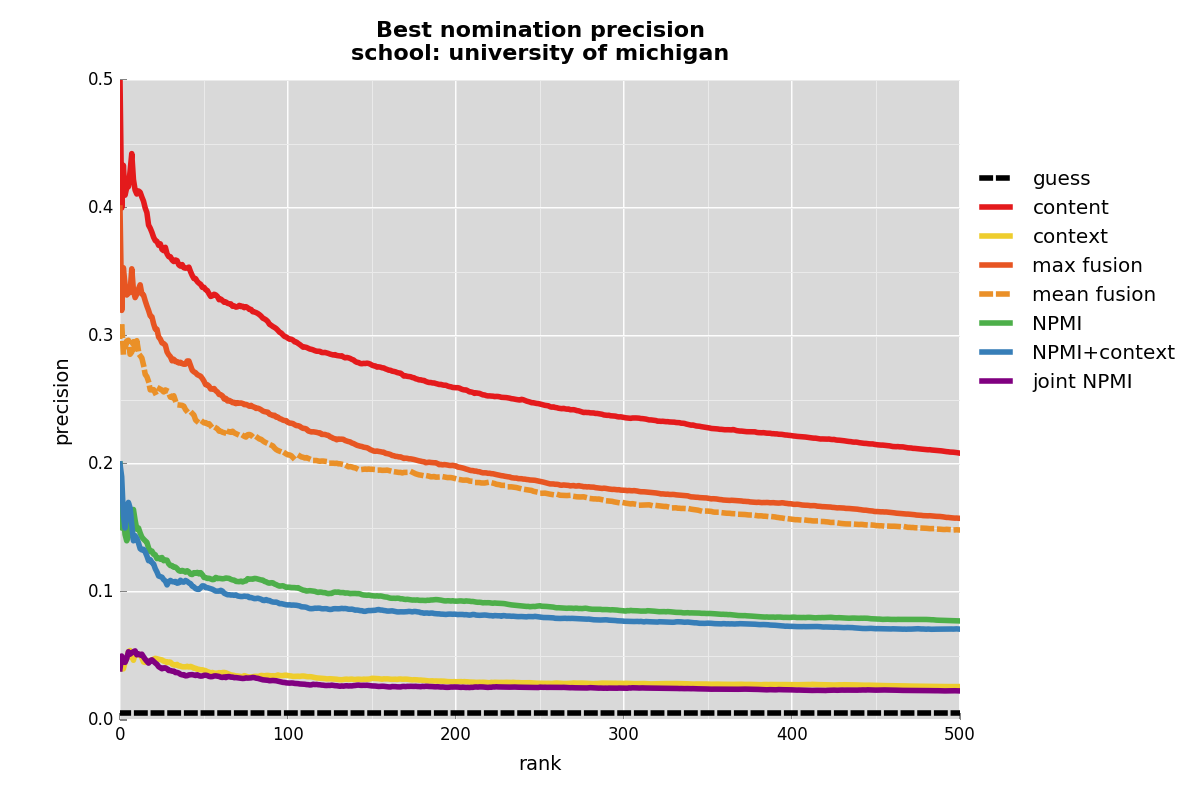 Best nomination precision
school: university of michigan
precision
0.5
0.4
0.3
0.2
0.1
0.0
0 100 200 300 400 500
rank
guess
content
context
max fusion
mean fusion
NPMI
NPMI+context
joint NPMI